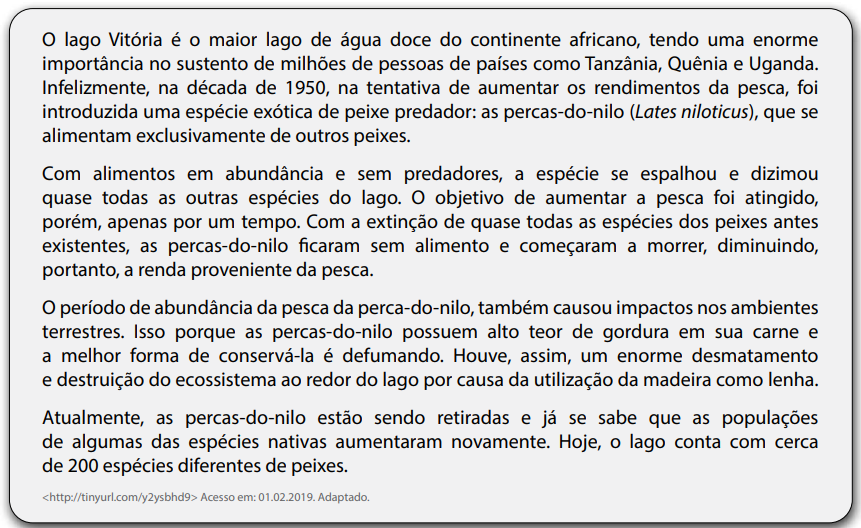 O lago Vitória é o maior lago de água doce do continente africano, tendo uma enorme
importância no sustento de milhões de pessoas de países como Tanzânia, Quênia e Uganda.
Infelizmente, na década de 1950, na tentativa de aumentar os rendimentos da pesca, foi
introduzida uma espécie exótica de peixe predador: as percas-do-nilo (Lates niloticus), que se
alimentam exclusivamente de outros peixes.
Com alimentos em abundância e sem predadores, a espécie se espalhou e dizimou
quase todas as outras espécies do lago. O objetivo de aumentar a pesca foi atingido,
porém, apenas por um tempo. Com a extinção de quase todas as espécies dos peixes antes
existentes, as percas-do-nilo ficaram sem alimento e começaram a morrer, diminuindo,
portanto, a renda proveniente da pesca.
O período de abundância da pesca da perca-do-nilo, também causou impactos nos ambientes
terrestres. Isso porque as percas-do-nilo possuem alto teor de gordura em sua carne e
a melhor forma de conservá-la é defumando. Houve, assim, um enorme desmatamento
e destruição do ecossistema ao redor do lago por causa da utilização da madeira como lenha.
Atualmente, as percas-do-nilo estão sendo retiradas e já se sabe que as populações
de algumas das espécies nativas aumentaram novamente. Hoje, o lago conta com cerca
de 200 espécies diferentes de peixes.
<http://tinyurl.com/y2ysbhd9> Acesso em: 01.02.2019. Adaptado.